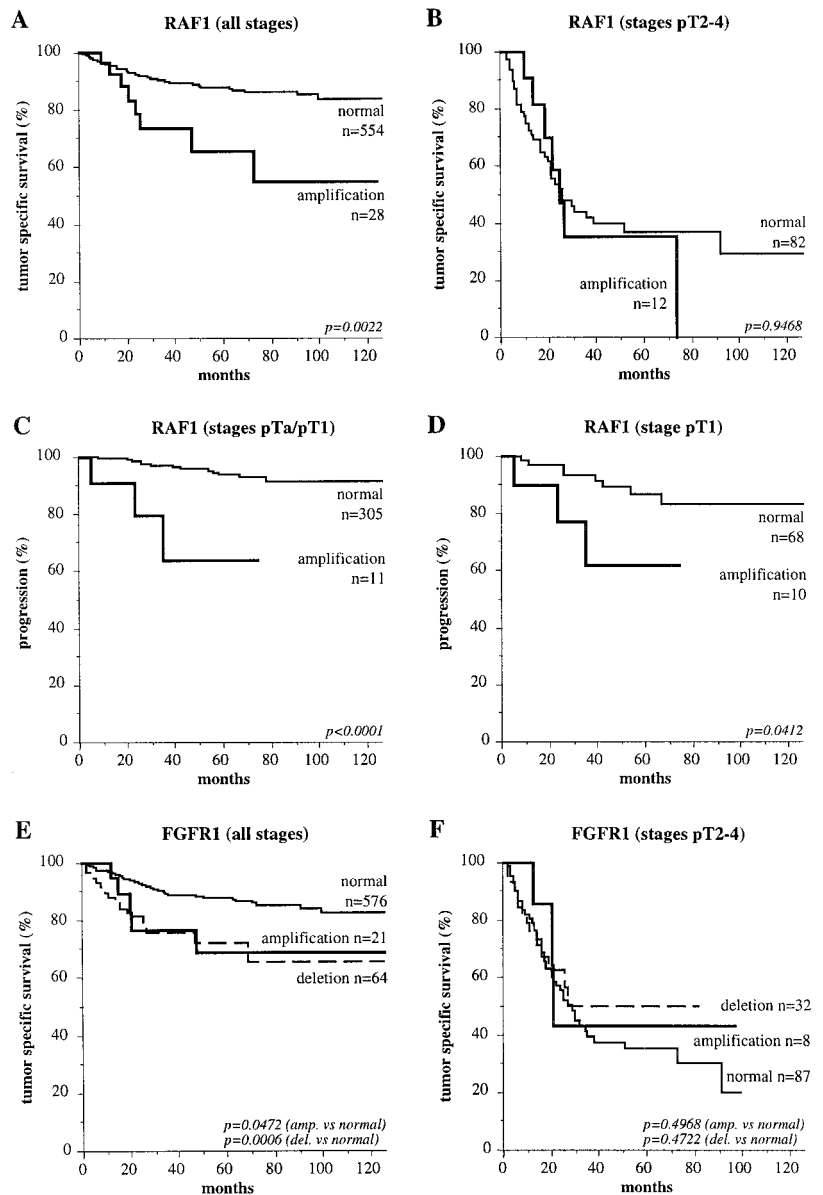 A
RAF1 (all stages)
tumor specific survival (%)
100
80
60
40
20
0
normal
n=554
amplification
n=28
p=0.0022
0 20 40 60 80 100 120
months
B
RAF1 (stages pT2-4)
tumor specific survival (%)
100
80
60
40
20
0
normal
n=82
amplification
n=12
p=0.9468
0 20 40 60 80 100 120
months
C
RAF1 (stages pTa/pT1)
progression (%)
100
80
60
40
20
0
normal
n=305
amplification
n=11
p<0.0001
0 20 40 60 80 100 120
months
D
RAF1 (stage pT1)
progression (%)
100
80
60
40
20
0
normal
n=68
amplification
n=10
p=0.0412
0 20 40 60 80 100 120
months
E
FGFR1 (all stages)
tumor specific survival (%)
100
80
60
40
20
0
normal
n=576
amplification n=21
deletion n=64
p=0.0472 (amp. vs normal)
p=0.0006 (del. vs normal)
0 20 40 60 80 100 120
months
F
FGFR1 (stages pT2-4)
tumor specific survival (%)
100
80
60
40
20
0
deletion n=32
amplification n=8
normal n=87
p=0.4968 (amp. vs normal)
p=0.4722 (del. vs normal)
0 20 40 60 80 100 120
months